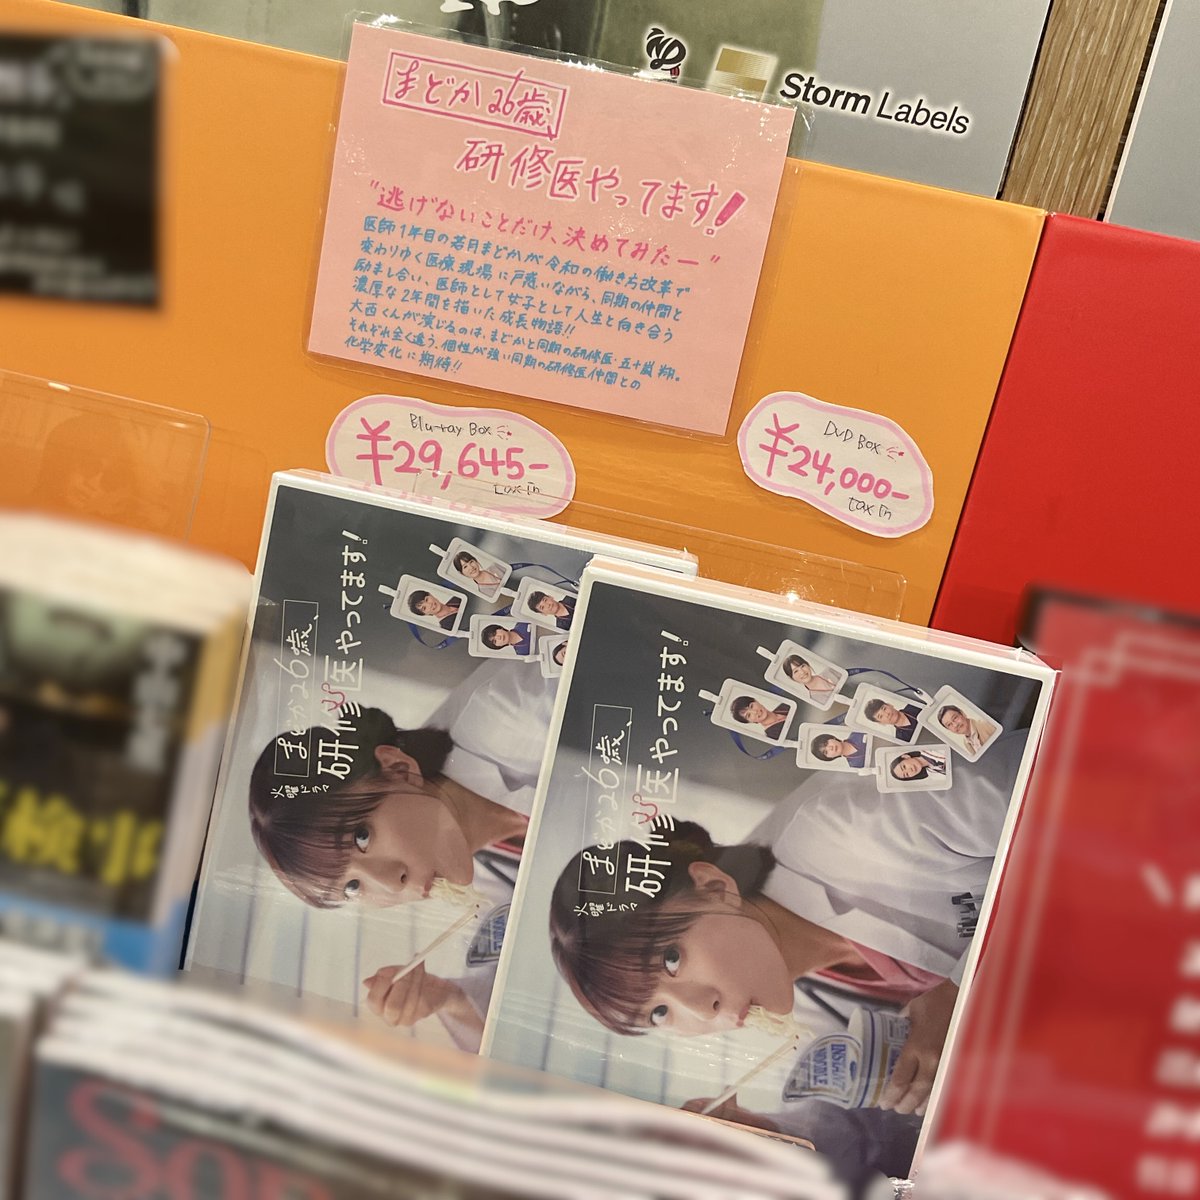 Storm Labels
まどか26歳、
研修医やってます!
"逃げないことだけ、決めてみたー"
医師1年目の若月まどかが令和の働き方改革で
変わりゆく医療現場に戸惑いながら、同期の仲間と
励まし合い、医師として女子として人生と向き合う
濃厚な2年間を描いた成長物語!!
大西くんが演じるのは、まどかと同期の研修医・五十嵐翔。
それぞれ全く違う、個性が強い同期の研修医仲間との
化学変化に期待!!
Blu-ray Box
¥29,645-
tax in
DVD BOX
¥24,000-
tax in
火曜ドラマ
まどか26歳、
研修医やってます!
火曜ドラマ
まどか26歳、
研修医やってます!
INSTANT
NOODLE